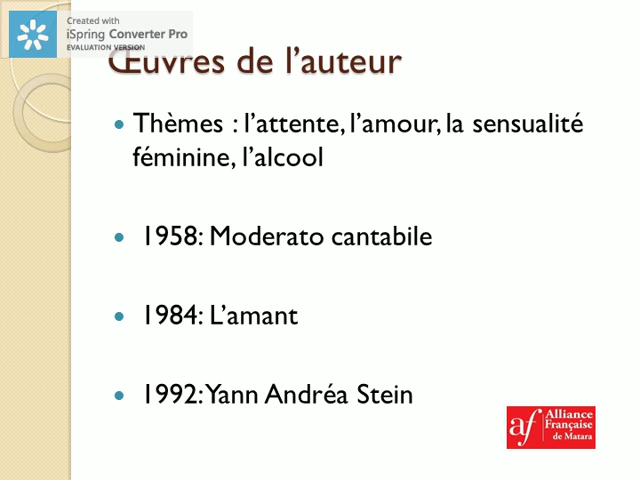 Created with
iSpring Converter Pro
EVALUATION VERSION
Œuvres de l'auteur
Thèmes : l'attente, l'amour, la sensualité
féminine, l'alcool
1958: Moderato cantabile
1984: L'amant
1992: Yann Andréa Stein
af Alliance
Française
de Matara